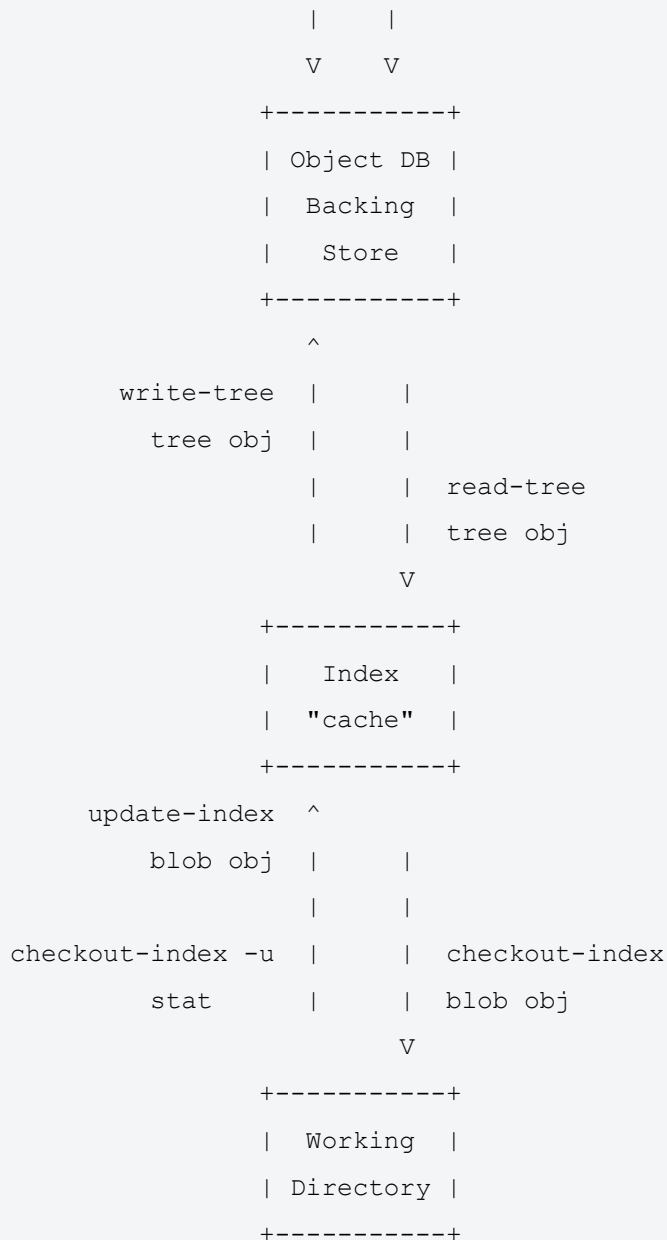 |    |
                   V    V
                +-----------+
                | Object DB |
                |  Backing  |
                |   Store   |
                +-----------+
                   ^
       write-tree  |     |
         tree obj  |     |
                   |     |  read-tree
                   |     |  tree obj
                         V
                +-----------+
                |   Index   |
                |  "cache"  |
                +-----------+
     update-index  ^
         blob obj  |     |
                   |     |
checkout-index -u  |     |  checkout-index
         stat      |     |  blob obj
                         V
                +-----------+
                |  Working  |
                | Directory |
                +-----------+